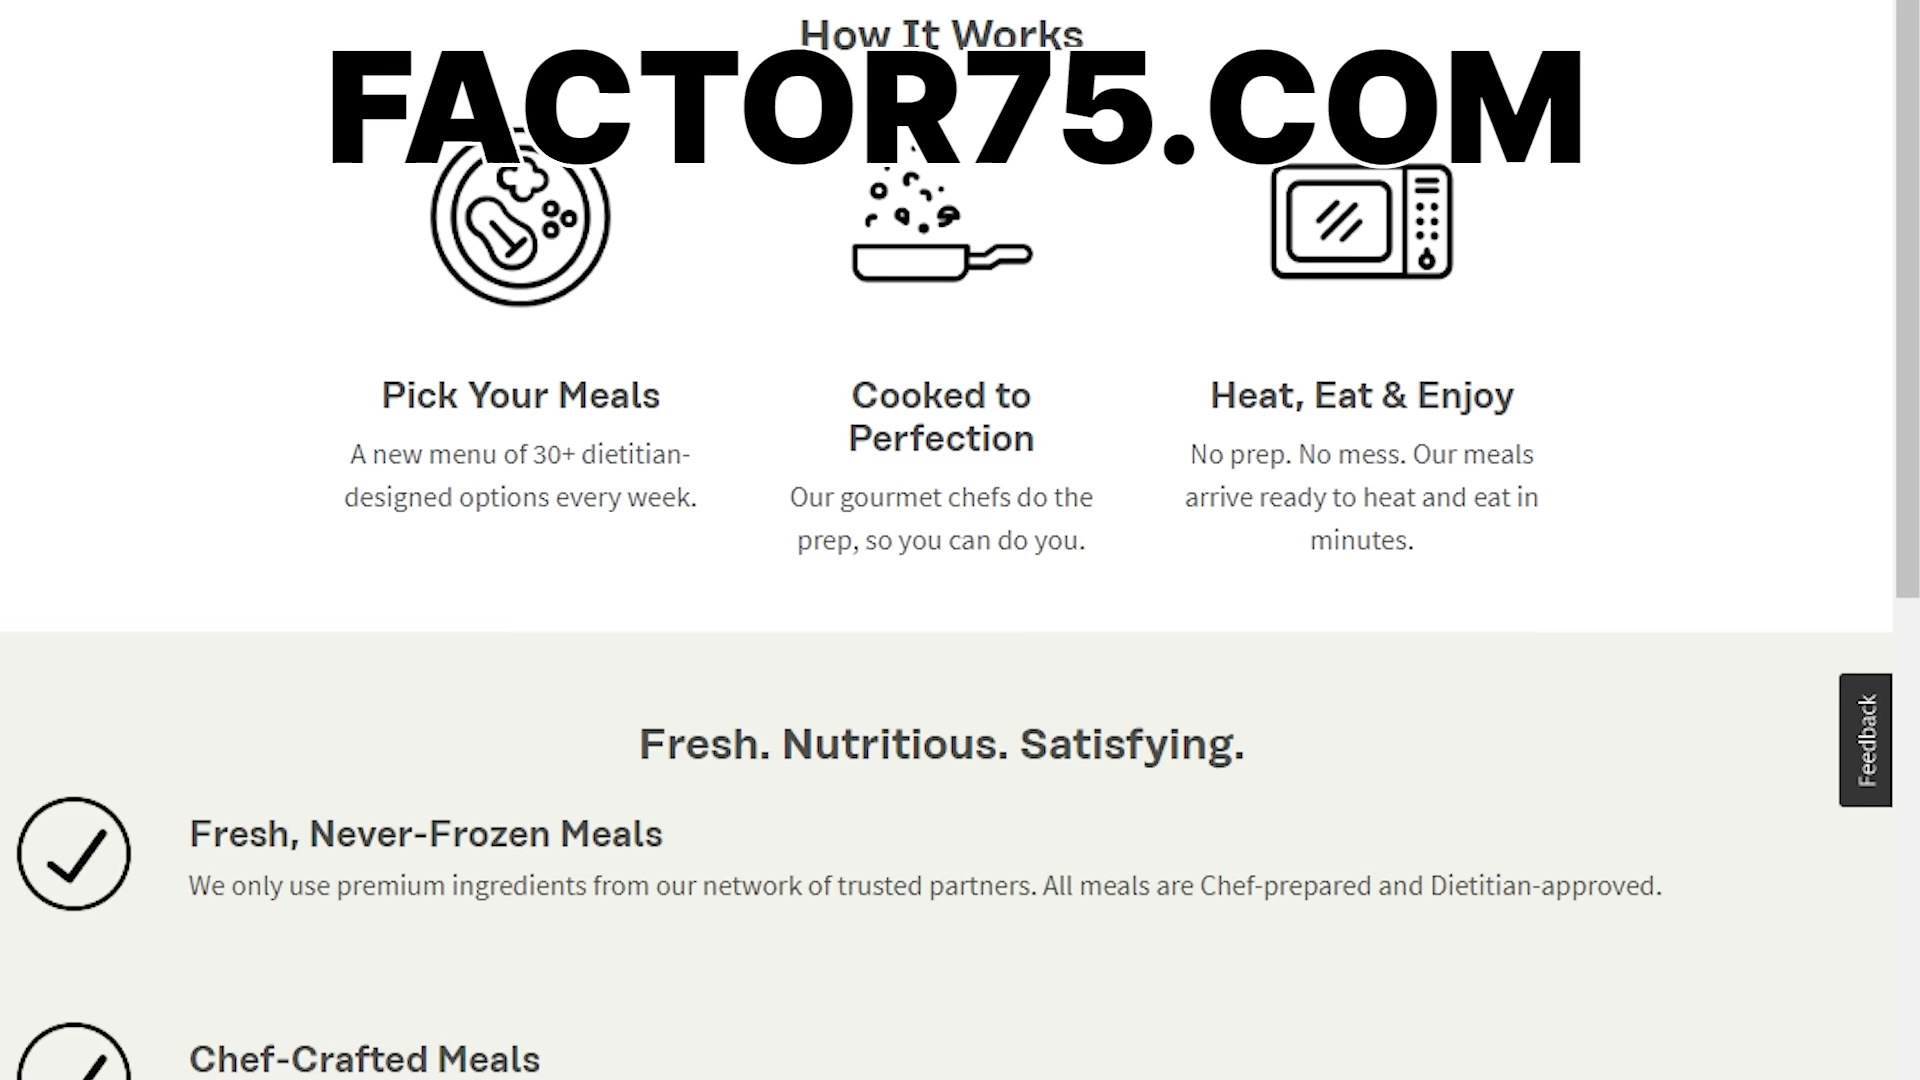 How It Works
FACTOR75.COM
Pick Your Meals
A new menu of 30+ dietitian-
designed options every week.
Cooked to
Perfection
Our gourmet chefs do the
prep, so you can do you.
Heat, Eat & Enjoy
No prep. No mess. Our meals
arrive ready to heat and eat in
minutes.
Feedback
Fresh. Nutritious. Satisfying.
Fresh, Never-Frozen Meals
We only use premium ingredients from our network of trusted partners. All meals are Chef-prepared and Dietitian-approved.
Chef-Crafted Meals